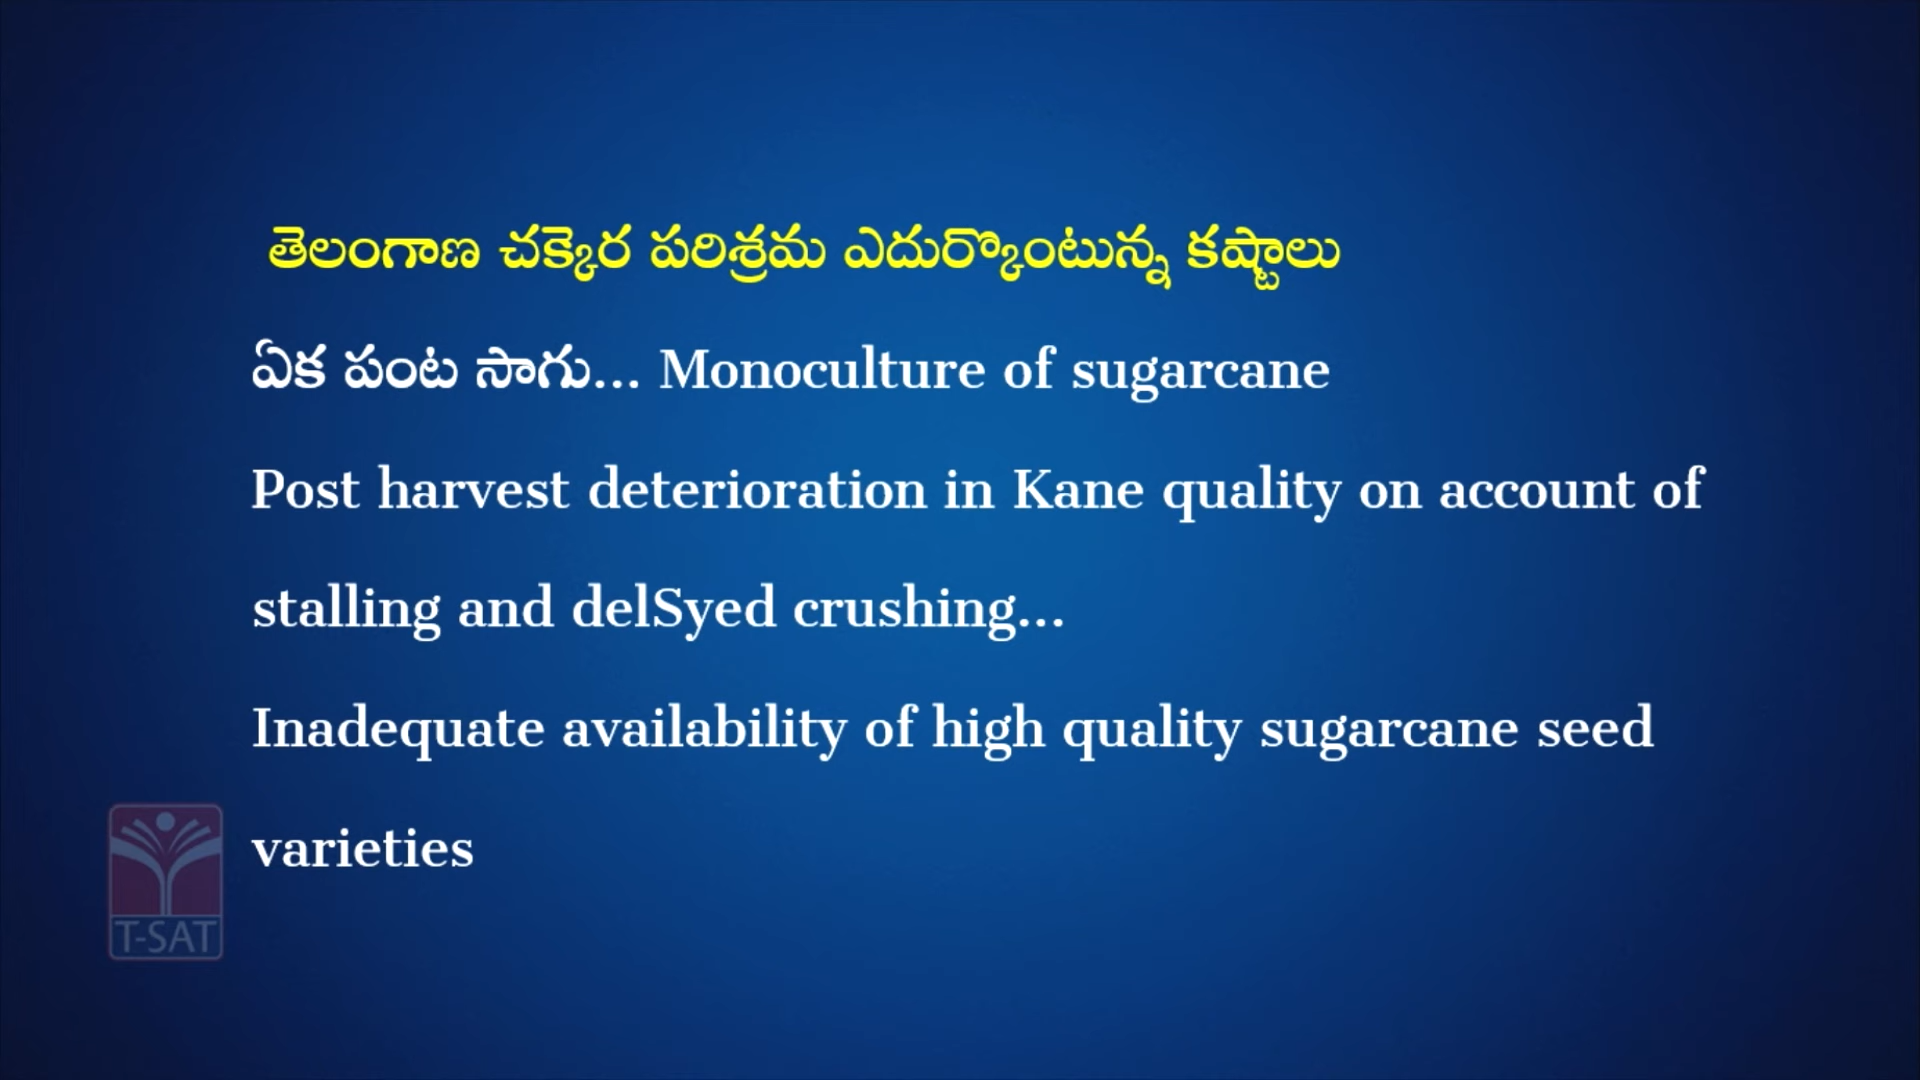 తెలంగాణ చక్కెర పరిశ్రమ ఎదుర్కొంటున్న కష్టాలు
ఏక పంట సాగు... Monoculture of sugarcane
Post harvest deterioration in Kane quality on account of
stalling and delSyed crushing...
Inadequate availability of high quality sugarcane seed
varieties
T-SAT